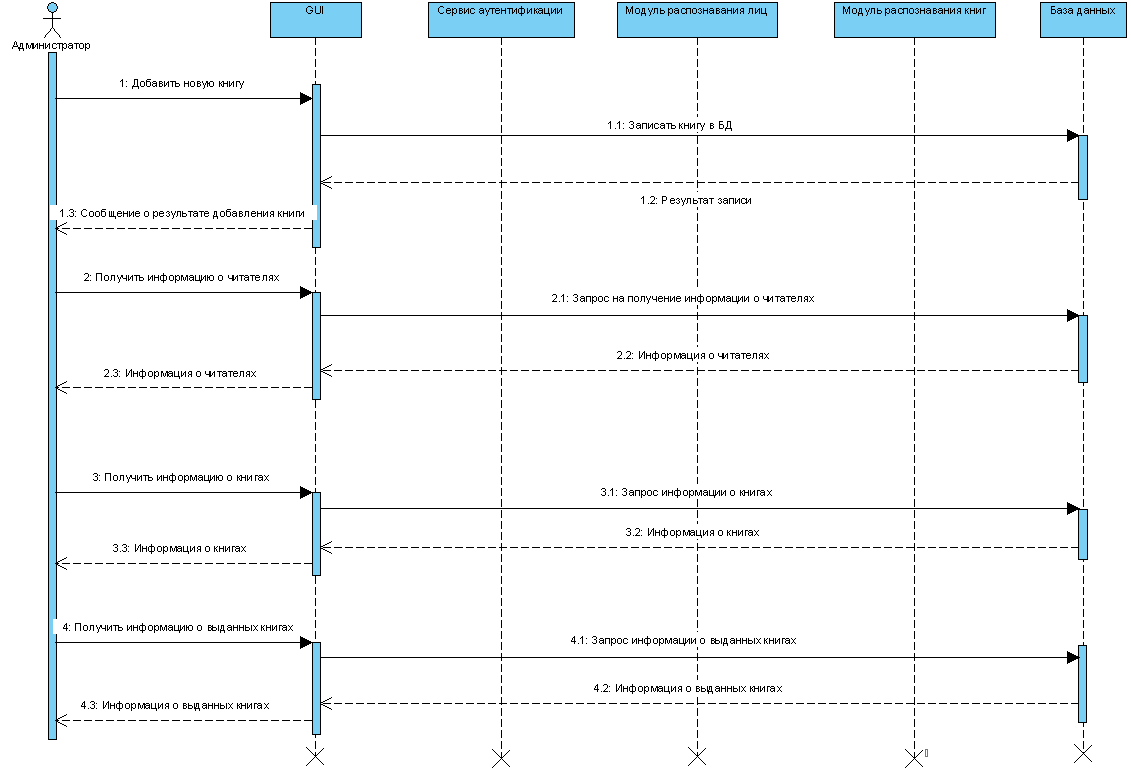 GUI
Сервис аутентификации
Модуль распознавания лиц
Модуль распознавания книг
База данных
Администратор
1: Добавить новую книгу
1.1: Записать книгу в БД
1.2: Результат записи
1.3: Сообщение о результате добавления книги
2: Получить информацию о читателях
2.1: Запрос на получение информации о читателях
2.2: Информация о читателях
2.3: Информация о читателях
3: Получить информацию о книгах
3.1: Запрос информации о книгах
3.2: Информация о книгах
3.3: Информация о книгах
4: Получить информацию о выданных книгах
4.1: Запрос информации о выданных книгах
4.2: Информация о выданных книгах
4.3: Информация о выданных книгах